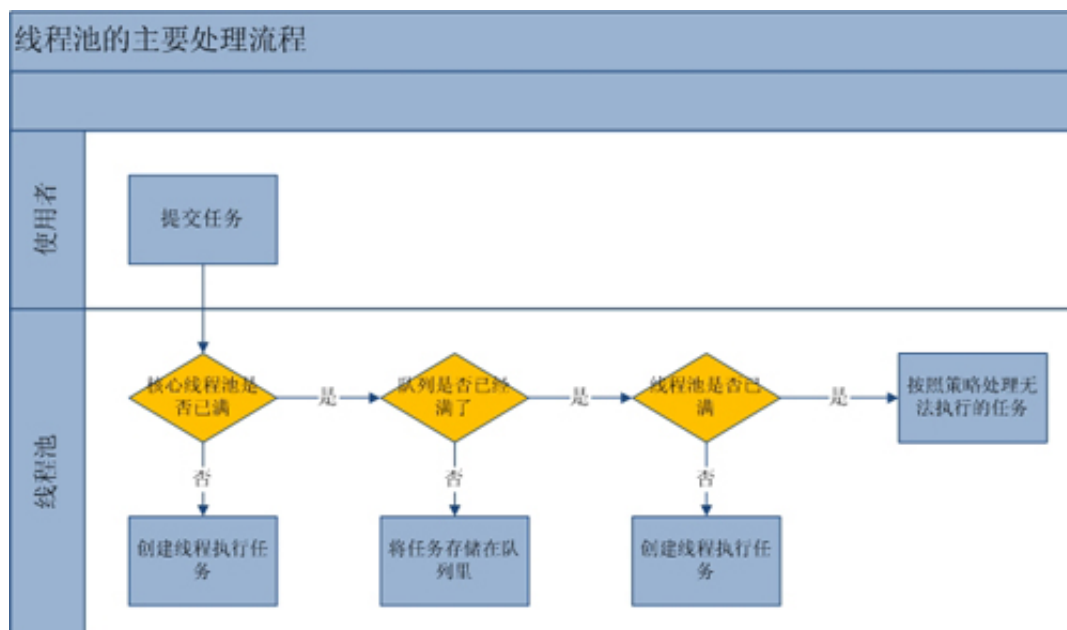 线程池的主要处理流程
使用者
提交任务
线程池
核心线程池是
否已满
是
队列是否已经
满了
是
线程池是否已
满
是
按照策略处理无
法执行的任务
否
否
否
创建线程执行任
务
将任务存储在队
列里
创建线程执行任
务